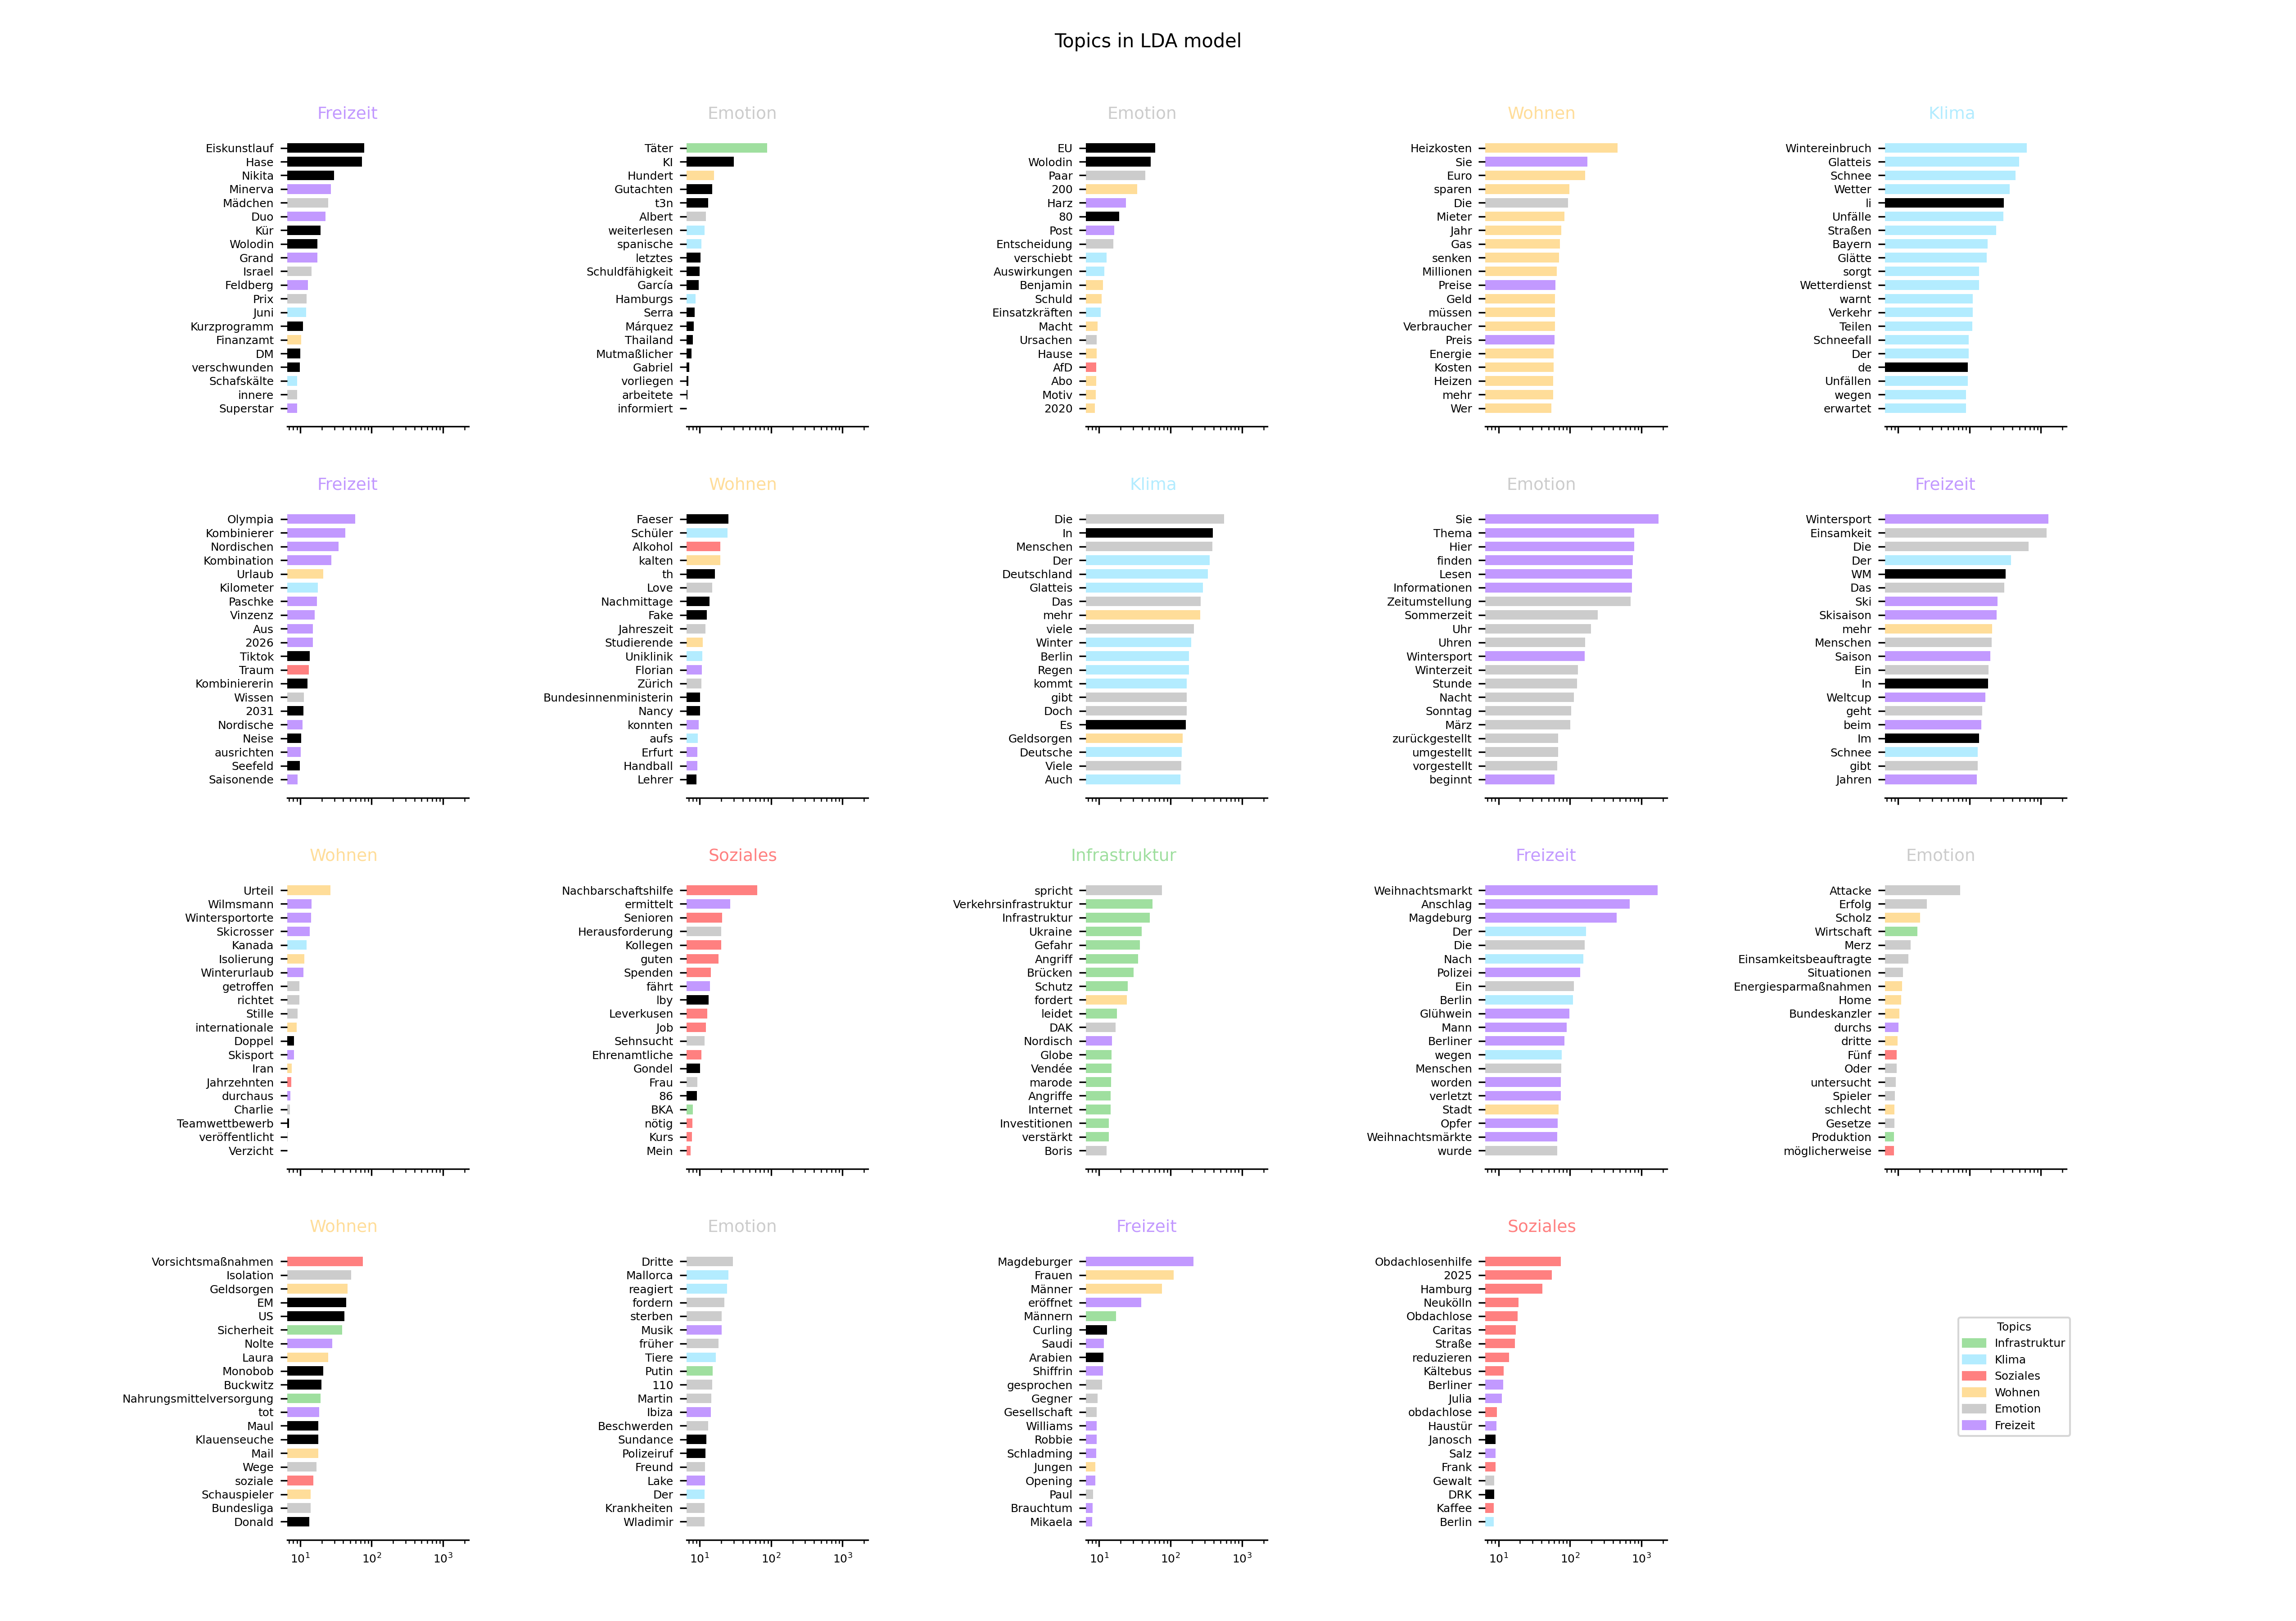 Topics in LDA model
Freizeit
Eiskunstlauf
Hase
Nikita
Minerva
Mädchen
Duo
Kür
Wolodin
Grand
Israel
Feldberg
Prix
Juni
Kurzprogramm
Finanzamt
DM
verschwunden
Schafskälte
innere
Superstar
Emotion
Täter
KI
Hundert
Gutachten
t3n
Albert
weiterlesen
spanische
letztes
Schuldfähigkeit
García
Hamburgs
Serra
Márquez
Thailand
Mutmaßlicher
Gabriel
vorliegen
arbeitete
informiert
Emotion
EU
Wolodin
Paar
200
Harz
80
Post
Entscheidung
verschiebt
Auswirkungen
Benjamin
Schuld
Einsatzkräften
Macht
Ursachen
Hause
AfD
Abo
Motiv
2020
Wohnen
Heizkosten
Sie
Euro
sparen
Die
Mieter
Jahr
Gas
senken
Millionen
Preise
Geld
müssen
Verbraucher
Preis
Energie
Kosten
Heizen
mehr
Wer
Klima
Wintereinbruch
Glatteis
Schnee
Wetter
li
Unfälle
Straßen
Bayern
Glätte
sorgt
Wetterdienst
warnt
Verkehr
Teilen
Schneefall
Der
de
Unfällen
wegen
erwartet
Freizeit
Olympia
Kombinierer
Nordischen
Kombination
Urlaub
Kilometer
Paschke
Vinzenz
Aus
2026
Tiktok
Traum
Kombiniererin
Wissen
2031
Nordische
Neise
ausrichten
Seefeld
Saisonende
Wohnen
Faeser
Schüler
Alkohol
kalten
th
Love
Nachmittage
Fake
Jahreszeit
Studierende
Uniklinik
Florian
Zürich
Bundesinnenministerin
Nancy
konnten
aufs
Erfurt
Handball
Lehrer
Klima
Die
In
Menschen
Der
Deutschland
Glatteis
Das
mehr
viele
Winter
Berlin
Regen
kommt
gibt
Doch
Es
Geldsorgen
Deutsche
Viele
Auch
Emotion
Sie
Thema
Hier
finden
Lesen
Informationen
Zeitumstellung
Sommerzeit
Uhr
Uhren
Wintersport
Winterzeit
Stunde
Nacht
Sonntag
März
zurückgestellt
umgestellt
vorgestellt
beginnt
Freizeit
Wintersport
Einsamkeit
Die
Der
WM
Das
Ski
Skisaison
mehr
Menschen
Saison
Ein
In
Weltcup
geht
beim
Im
Schnee
gibt
Jahren
Wohnen
Urteil
Wilmsmann
Wintersportorte
Skicrosser
Kanada
Isolierung
Winterurlaub
getroffen
richtet
Stille
internationale
Doppel
Skisport
Iran
Jahrzehnten
durchaus
Charlie
Teamwettbewerb
veröffentlicht
Verzicht
Soziales
Nachbarschaftshilfe
ermittelt
Senioren
Herausforderung
Kollegen
guten
Spenden
fährt
lby
Leverkusen
Job
Sehnsucht
Ehrenamtliche
Gondel
Frau
86
BKA
nötig
Kurs
Mein
Infrastruktur
spricht
Verkehrsinfrastruktur
Infrastruktur
Ukraine
Gefahr
Angriff
Brücken
Schutz
fordert
leidet
DAK
Nordisch
Globe
Vendée
marode
Angriffe
Internet
Investitionen
verstärkt
Boris
Freizeit
Weihnachtsmarkt
Anschlag
Magdeburg
Der
Die
Nach
Polizei
Ein
Berlin
Glühwein
Mann
Berliner
wegen
Menschen
worden
verletzt
Stadt
Opfer
Weihnachtsmärkte
wurde
Emotion
Attacke
Erfolg
Scholz
Wirtschaft
Merz
Einsamkeitsbeauftragte
Situationen
Energiesparmaßnahmen
Home
Bundeskanzler
durchs
dritte
Fünf
Oder
untersucht
Spieler
schlecht
Gesetze
Produktion
möglicherweise
Wohnen
Vorsichtsmaßnahmen
Isolation
Geldsorgen
EM
US
Sicherheit
Nolte
Laura
Monobob
Buckwitz
Nahrungsmittelversorgung
tot
Maul
Klauenseuche
Mail
Wege
soziale
Schauspieler
Bundesliga
Donald
10¹ 10² 10³
Emotion
Dritte
Mallorca
reagiert
fordern
sterben
Musik
früher
Tiere
Putin
110
Martin
Ibiza
Beschwerden
Sundance
Polizeiruf
Freund
Lake
Der
Krankheiten
Wladimir
10¹ 10² 10³
Freizeit
Magdeburger
Frauen
Männer
eröffnet
Männern
Curling
Saudi
Arabien
Shiffrin
gesprochen
Gegner
Gesellschaft
Williams
Robbie
Schladming
Jungen
Opening
Paul
Brauchtum
Mikaela
10¹ 10² 10³
Soziales
Obdachlosenhilfe
2025
Hamburg
Neukölln
Obdachlose
Caritas
Straße
reduzieren
Kältebus
Berliner
Julia
obdachlose
Haustür
Janosch
Salz
Frank
Gewalt
DRK
Kaffee
Berlin
10¹ 10² 10³
Topics
Infrastruktur
Klima
Soziales
Wohnen
Emotion
Freizeit